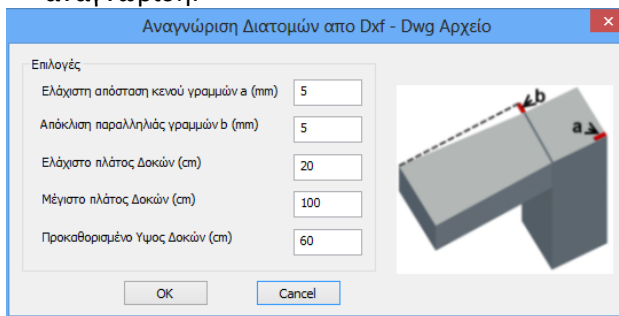 αναγνώριση.
Αναγνώριση Διατομών απο Dxf - Dwg Αρχείο
Επιλογές
Ελάχιστη απόσταση κενού γραμμών a (mm) 5
Απόκλιση παραλληλιάς γραμμών b (mm) 5
Ελάχιστο πλάτος Δοκών (cm) 20
Μέγιστο πλάτος Δοκών (cm) 100
Προκαθορισμένο Υψος Δοκών (cm) 60
b
a
OK Cancel